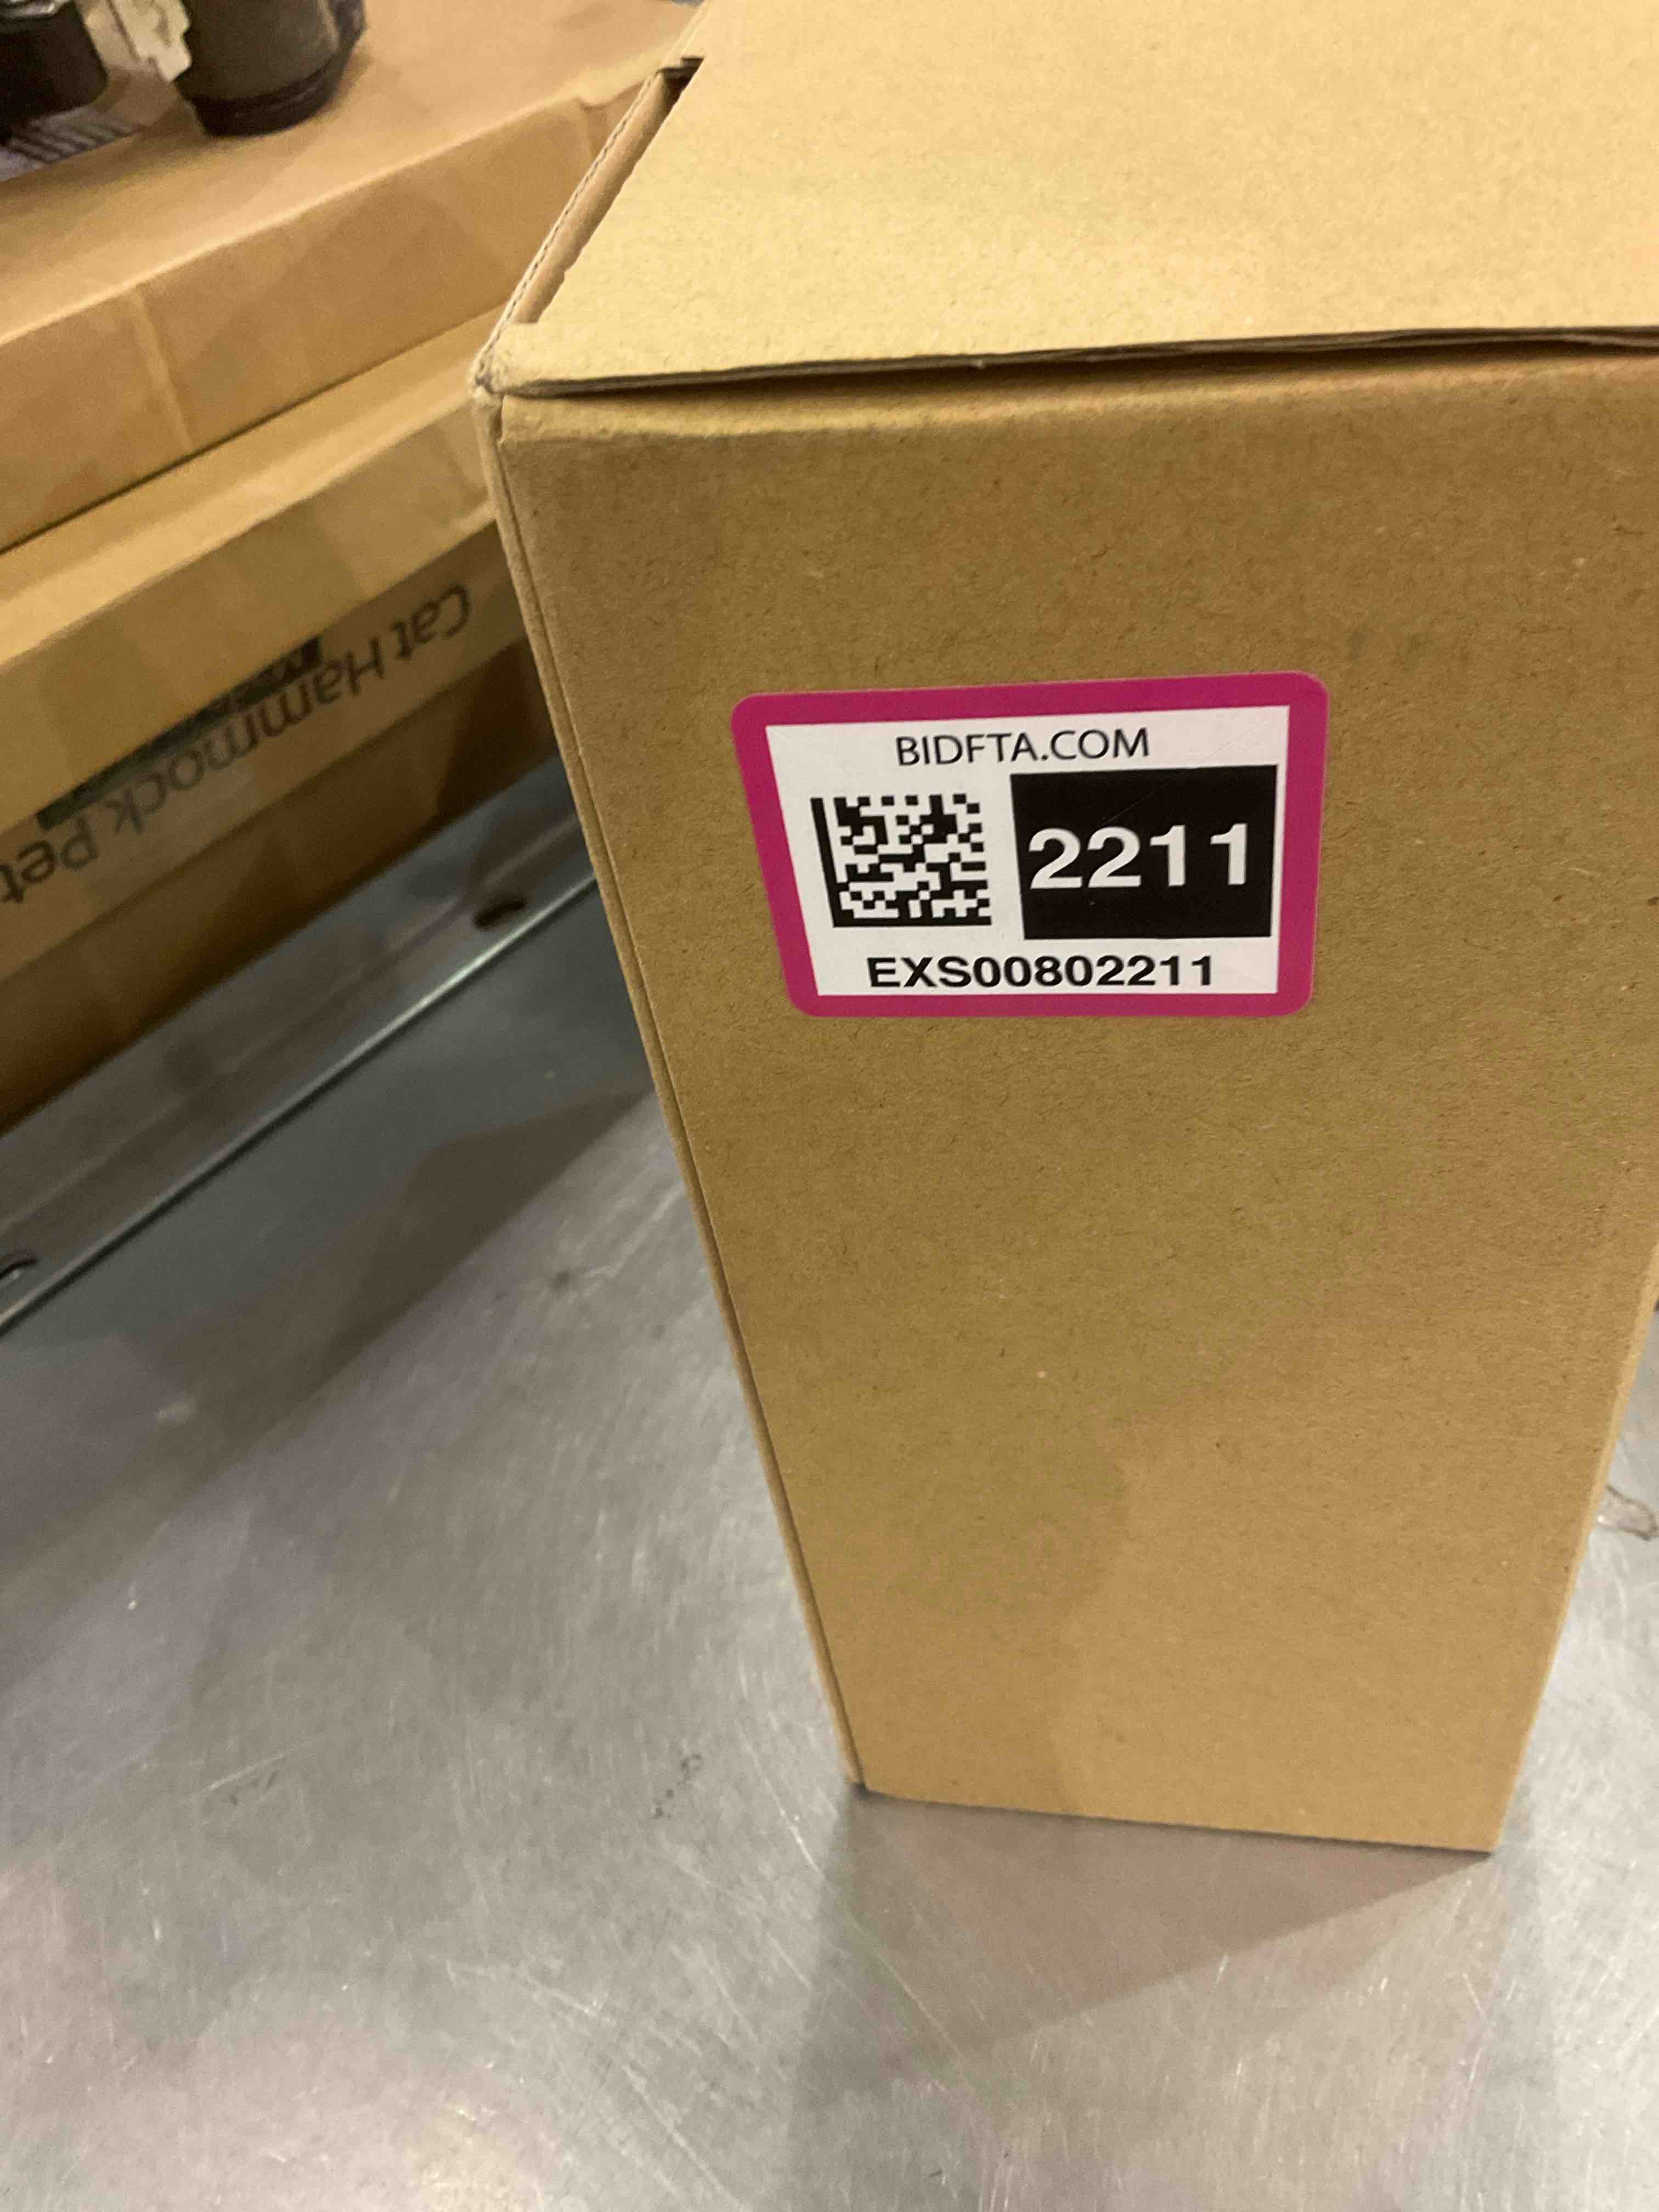 BIDFTA.COM
2211
EXS00802211
Cat Hammock Pet